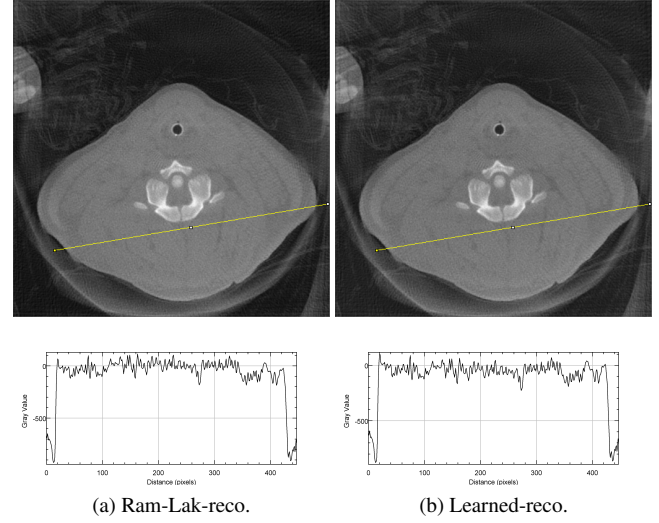 0
-500
Gray Value
0 100 200 300 400
Distance (pixels)
0
-500
Gray Value
0 100 200 300 400
Distance (pixels)
(a) Ram-Lak-reco.
(b) Learned-reco.